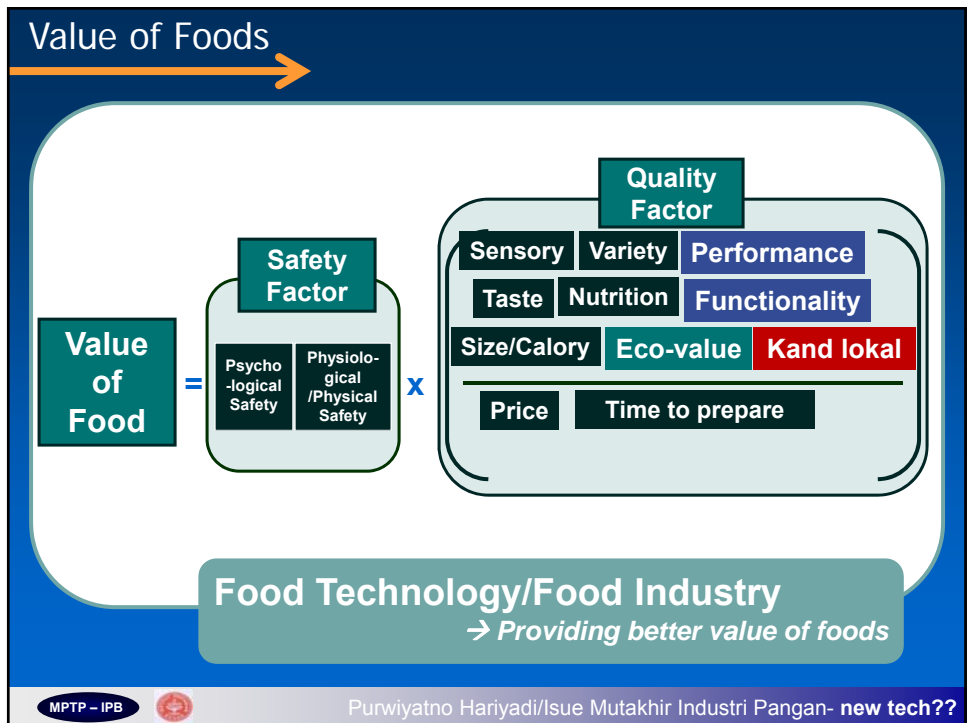 Value of Foods
Quality
Factor
Safety
Factor
Sensory
Variety
Performance
Taste
Nutrition
Functionality
Value
of
Food
=
Psycho
-logical
Safety
Physiolo-
gical
/Physical
Safety
x
Size/Calory
Eco-value
Kand lokal
Price
Time to prepare
Food Technology/Food Industry
→ Providing better value of foods
MPTP – IPB
Purwiyatno Hariyadi/Isue Mutakhir Industri Pangan- new tech??